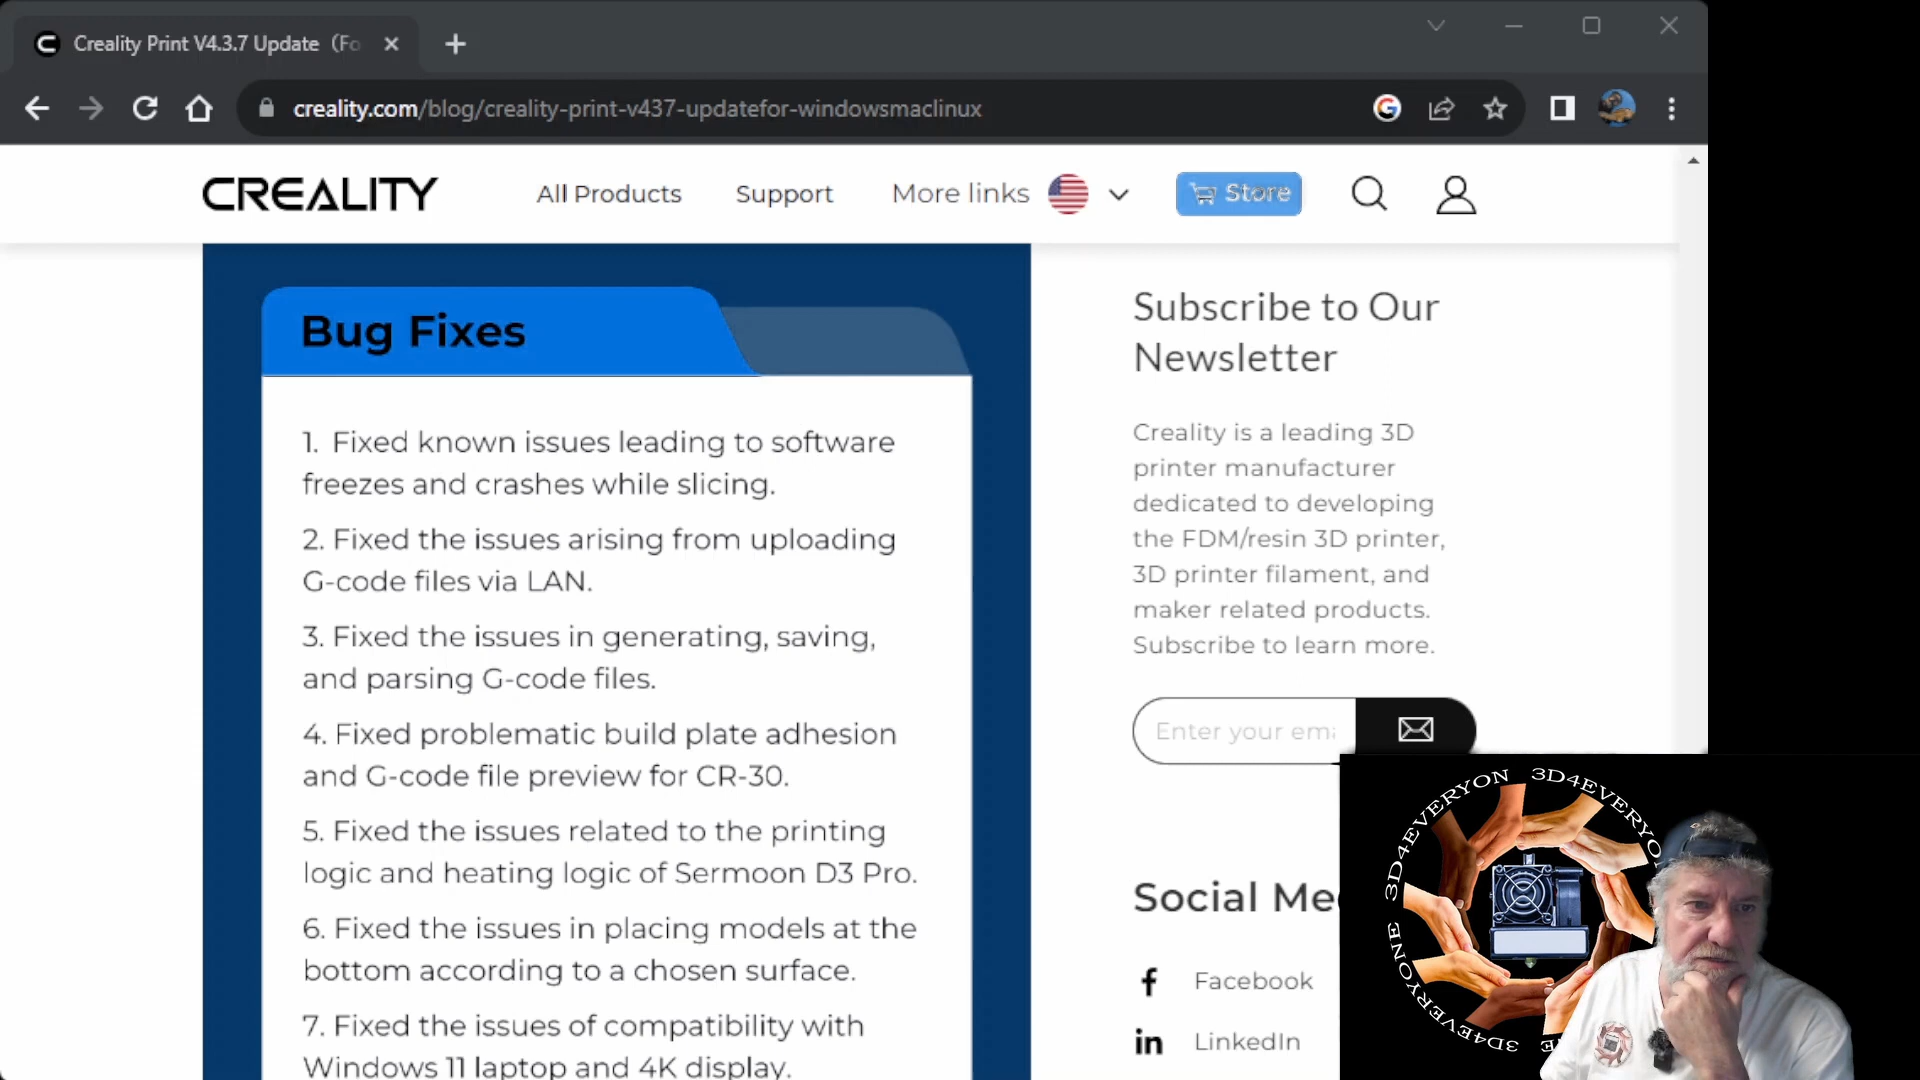 Creality Print V4.3.7 Update (Fo
creality.com/blog/creality-print-v437-updatefor-windowsmaclinux
CREALITY
All Products
Support
More links
Store
Bug Fixes
1. Fixed known issues leading to software
freezes and crashes while slicing.
2. Fixed the issues arising from uploading
G-code files via LAN.
3. Fixed the issues in generating, saving,
and parsing G-code files.
4. Fixed problematic build plate adhesion
and G-code file preview for CR-30.
5. Fixed the issues related to the printing
logic and heating logic of Sermoon D3 Pro.
6. Fixed the issues in placing models at the
bottom according to a chosen surface.
7. Fixed the issues of compatibility with
Windows 11 laptop and 4K display.
Subscribe to Our
Newsletter
Creality is a leading 3D
printer manufacturer
dedicated to developing
the FDM/resin 3D printer,
3D printer filament, and
maker related products.
Subscribe to learn more.
Enter your ema
Social Me
Facebook
LinkedIn
3D4EVERYON
3D4EVERYO
3D4EVERYONE
3D4EVERYONE